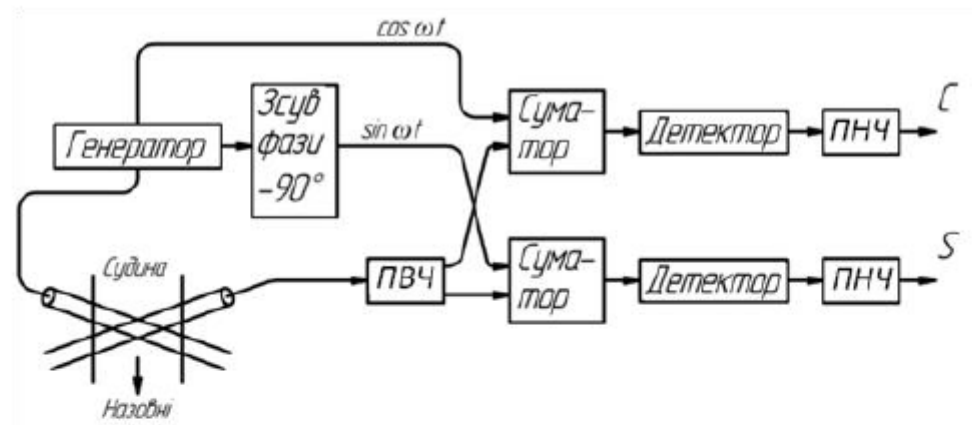 cos ωt
Генератор
Зсув
фази
-90°
sin ωt
Сума-
тор
Детектор
ПНЧ
C
Судина
ПВЧ
Сума-
тор
Детектор
ПНЧ
S
Назовні